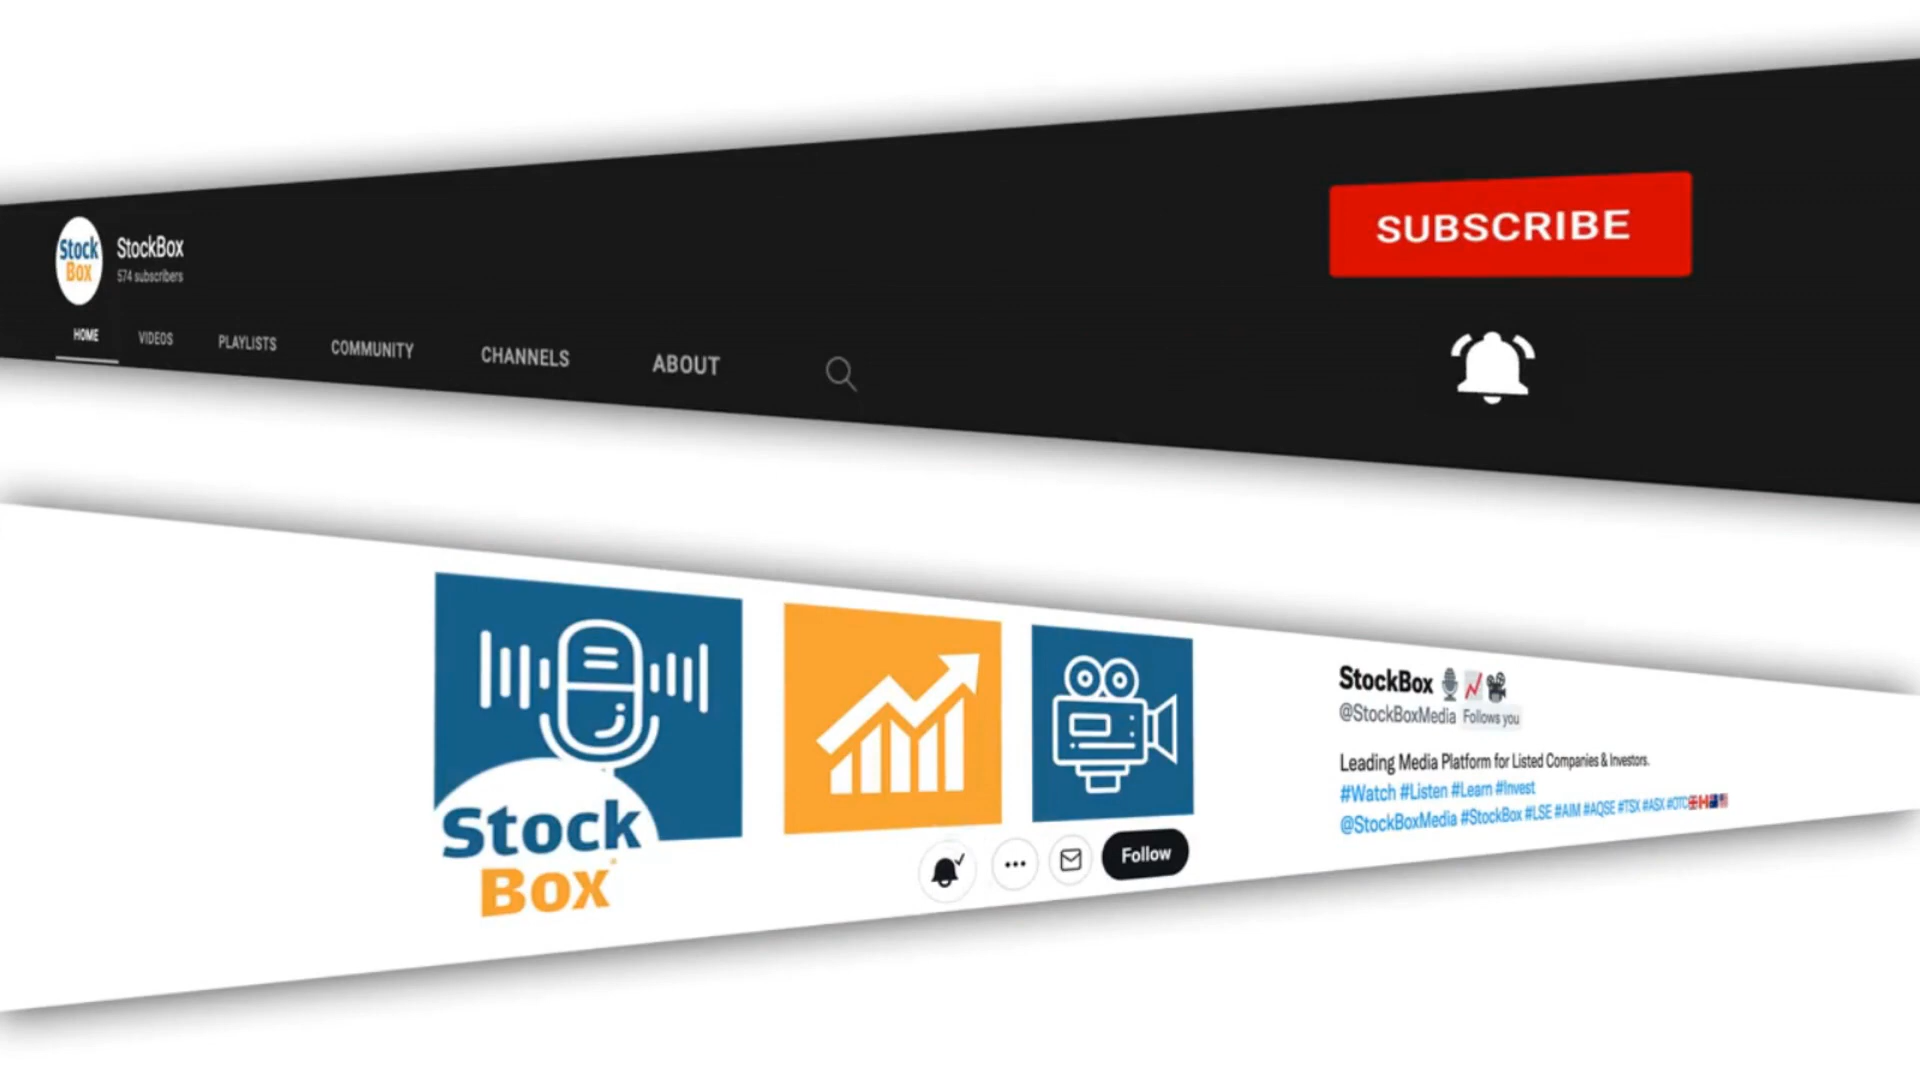 Stock
Box
StockBox
574 subscribers
HOME VIDEOS PLAYLISTS COMMUNITY CHANNELS ABOUT
SUBSCRIBE
Stock
Box
Follow
StockBox
@StockBoxMedia Follows you
Leading Media Platform for Listed Companies & Investors.
#Watch #Listen #Learn #Invest
@StockBoxMedia #StockBox #LSE #AIM #AQSE #TSX #ASX #OTC